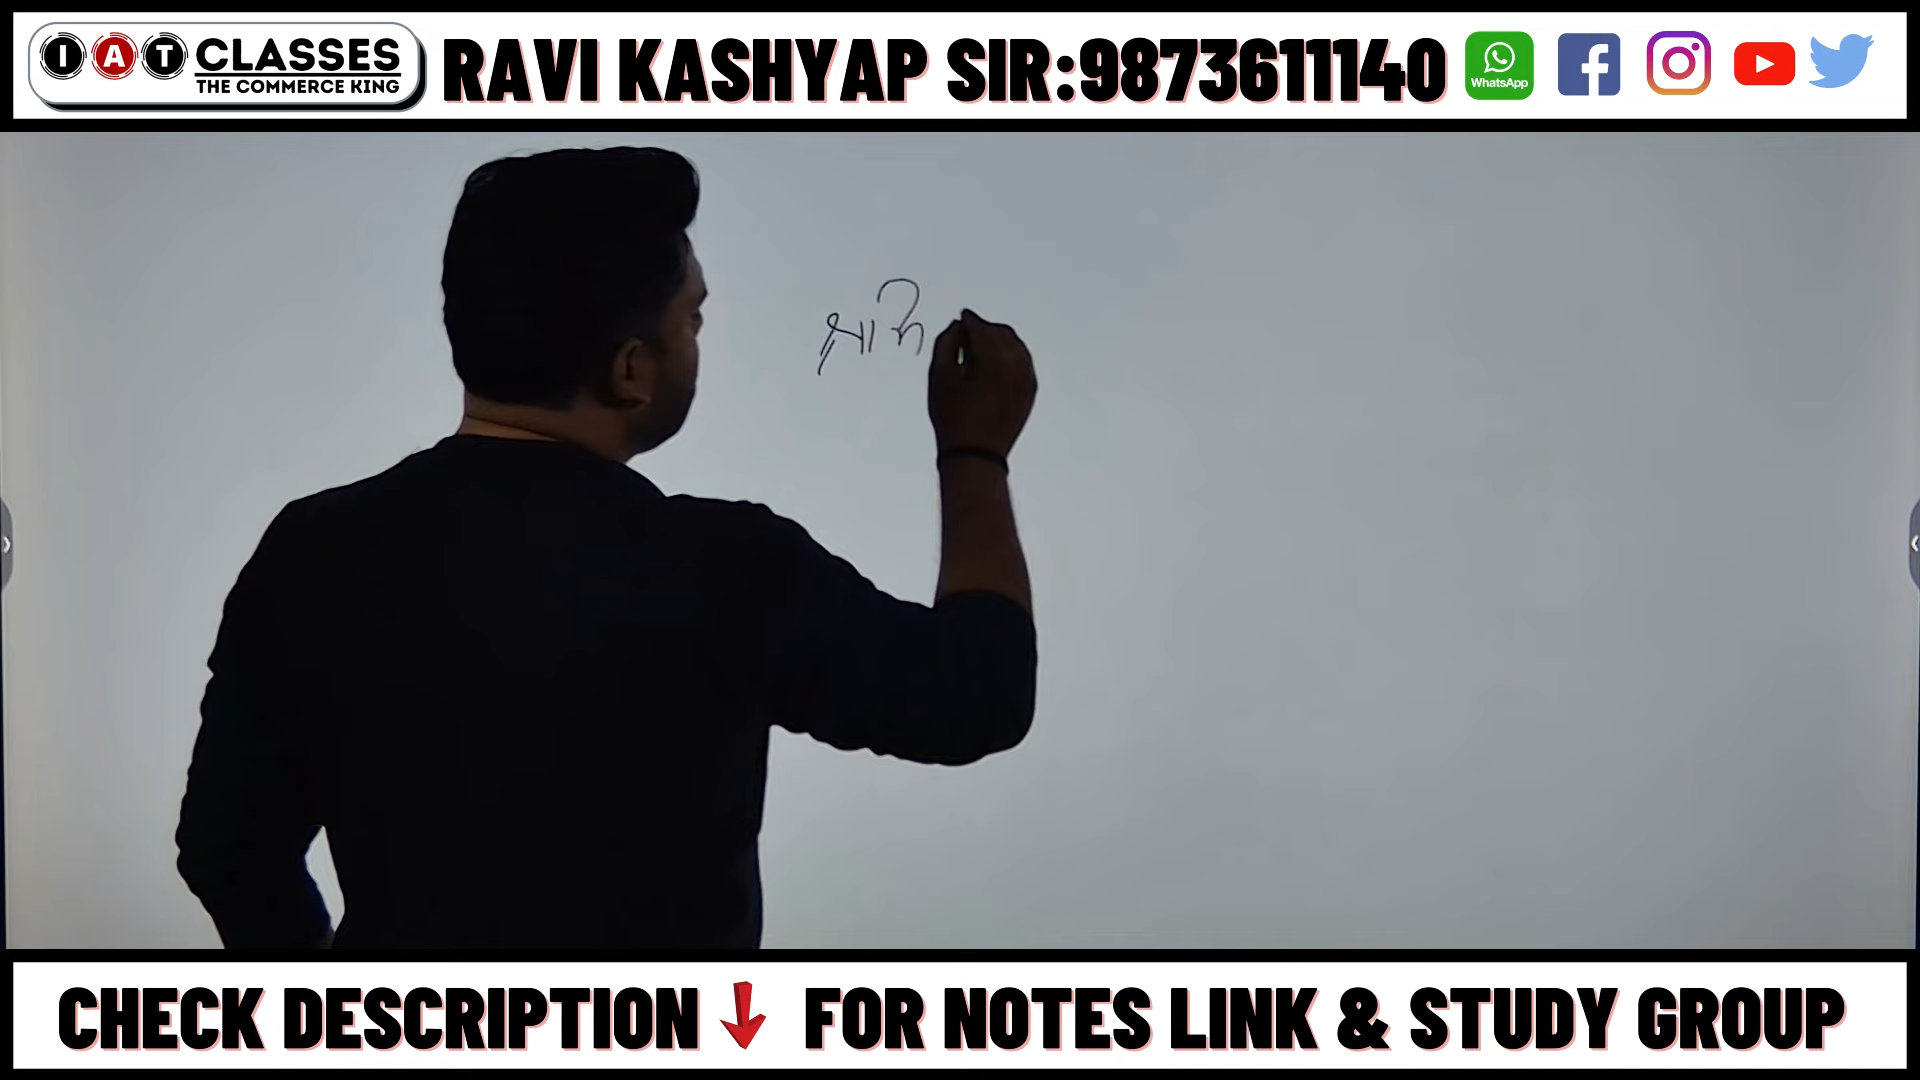 IAT CLASSES
THE COMMERCE KING
RAVI KASHYAP SIR:9873611140
WhatsApp
CHECK DESCRIPTION FOR NOTES LINK & STUDY GROUP